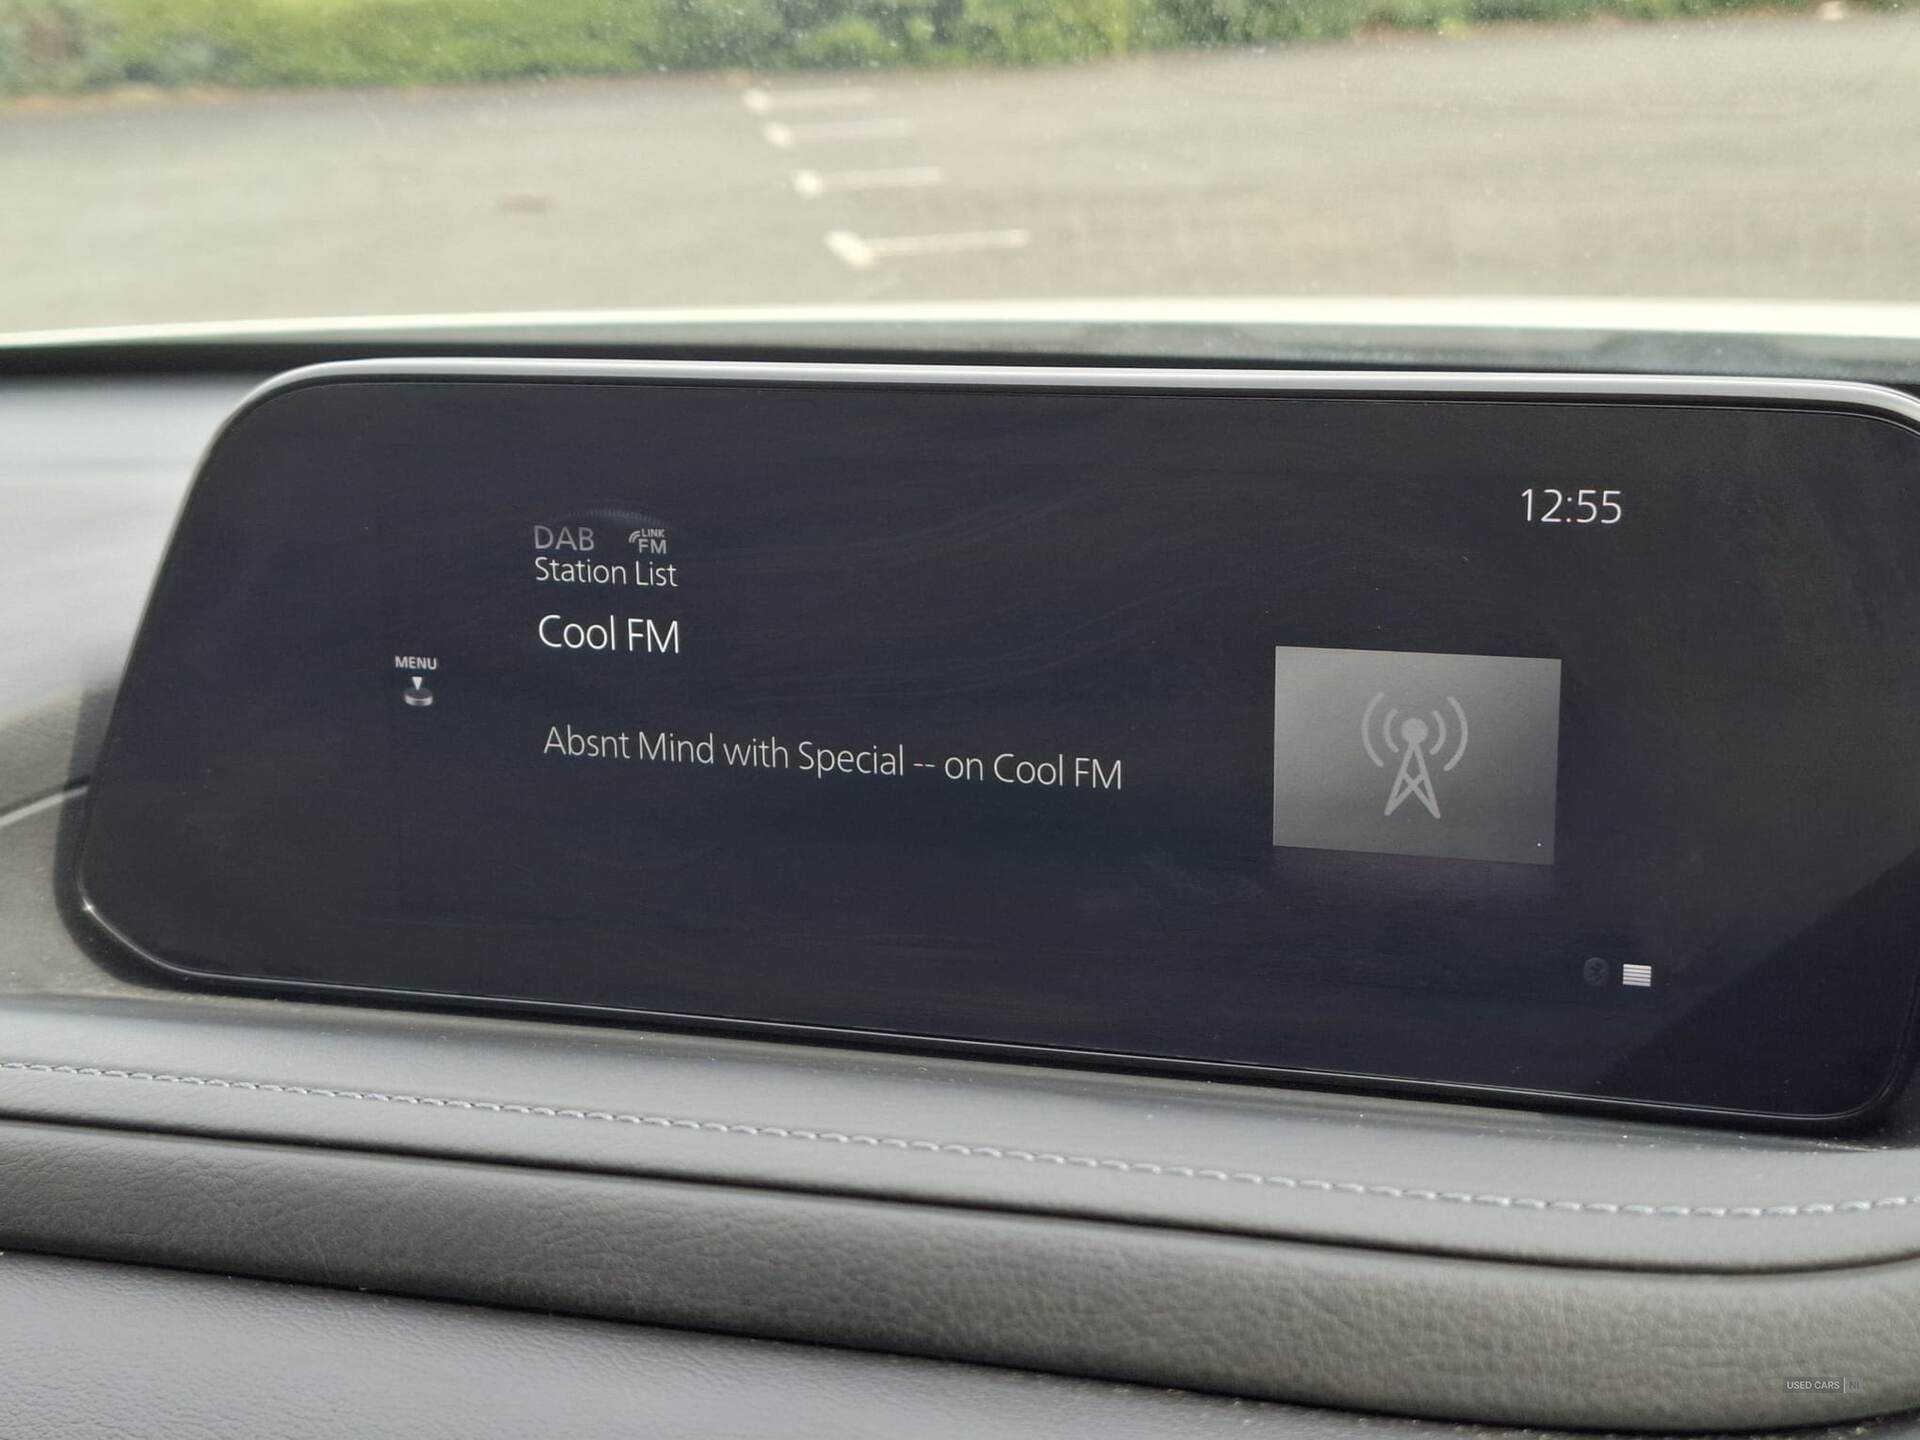 12:55
DAB LINK FM
Station List
Cool FM
MENU
Absnt Mind with Special -- on Cool FM
USED CARS NI